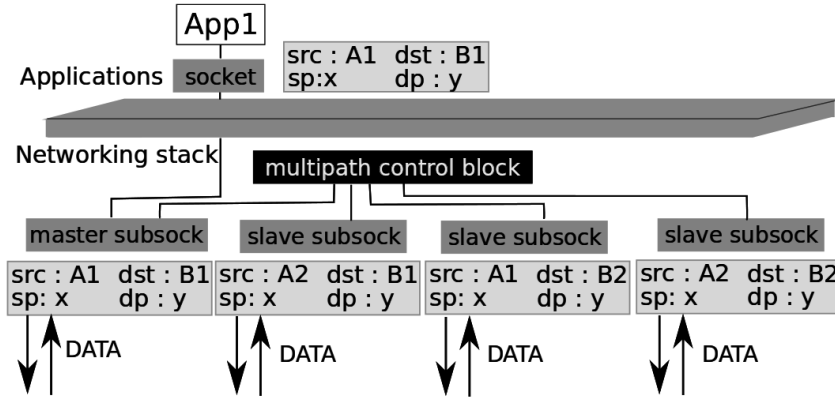 App1
Applications
socket
src : A1 dst : B1
sp:x dp : y
Networking stack
multipath control block
master subsock
slave subsock
slave subsock
slave subsock
src : A1 dst : B1
sp: x dp : y
src : A2 dst : B1
sp: x dp : y
src : A1 dst : B2
sp: x dp : y
src : A2 dst : B2
sp: x dp : y
DATA
DATA
DATA
DATA